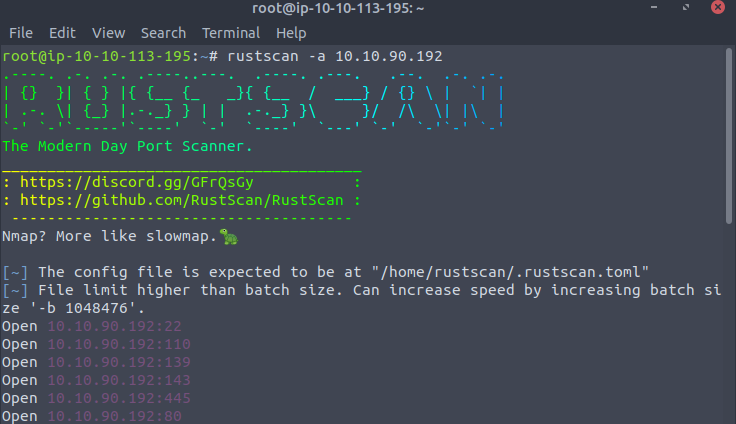 root@ip-10-10-113-195: ~
File Edit View Search Terminal Help
root@ip-10-10-113-195:~# rustscan -a 10.10.90.192
.----. .-. .-. .----..---.  .----. .---.   .--.  .-. .-.
| {}  }| { } |{ {__ {_   _}{ {__  /  ___} / {} \ |  `| |
| .-. \| {_} |.-._} } | |  .-._} }\     }/  /\  \| |\  |
`-' `-'`-----'`----'  `-'  `----'  `---' `-'  `-'`-' `-'
The Modern Day Port Scanner.
________________________________________
: https://discord.gg/GFrQsGy           :
: https://github.com/RustScan/RustScan :
 --------------------------------------
Nmap? More like slowmap.🐢
[~] The config file is expected to be at "/home/rustscan/.rustscan.toml"
[~] File limit higher than batch size. Can increase speed by increasing batch si
ze '-b 1048476'.
Open 10.10.90.192:22
Open 10.10.90.192:110
Open 10.10.90.192:139
Open 10.10.90.192:143
Open 10.10.90.192:445
Open 10.10.90.192:80